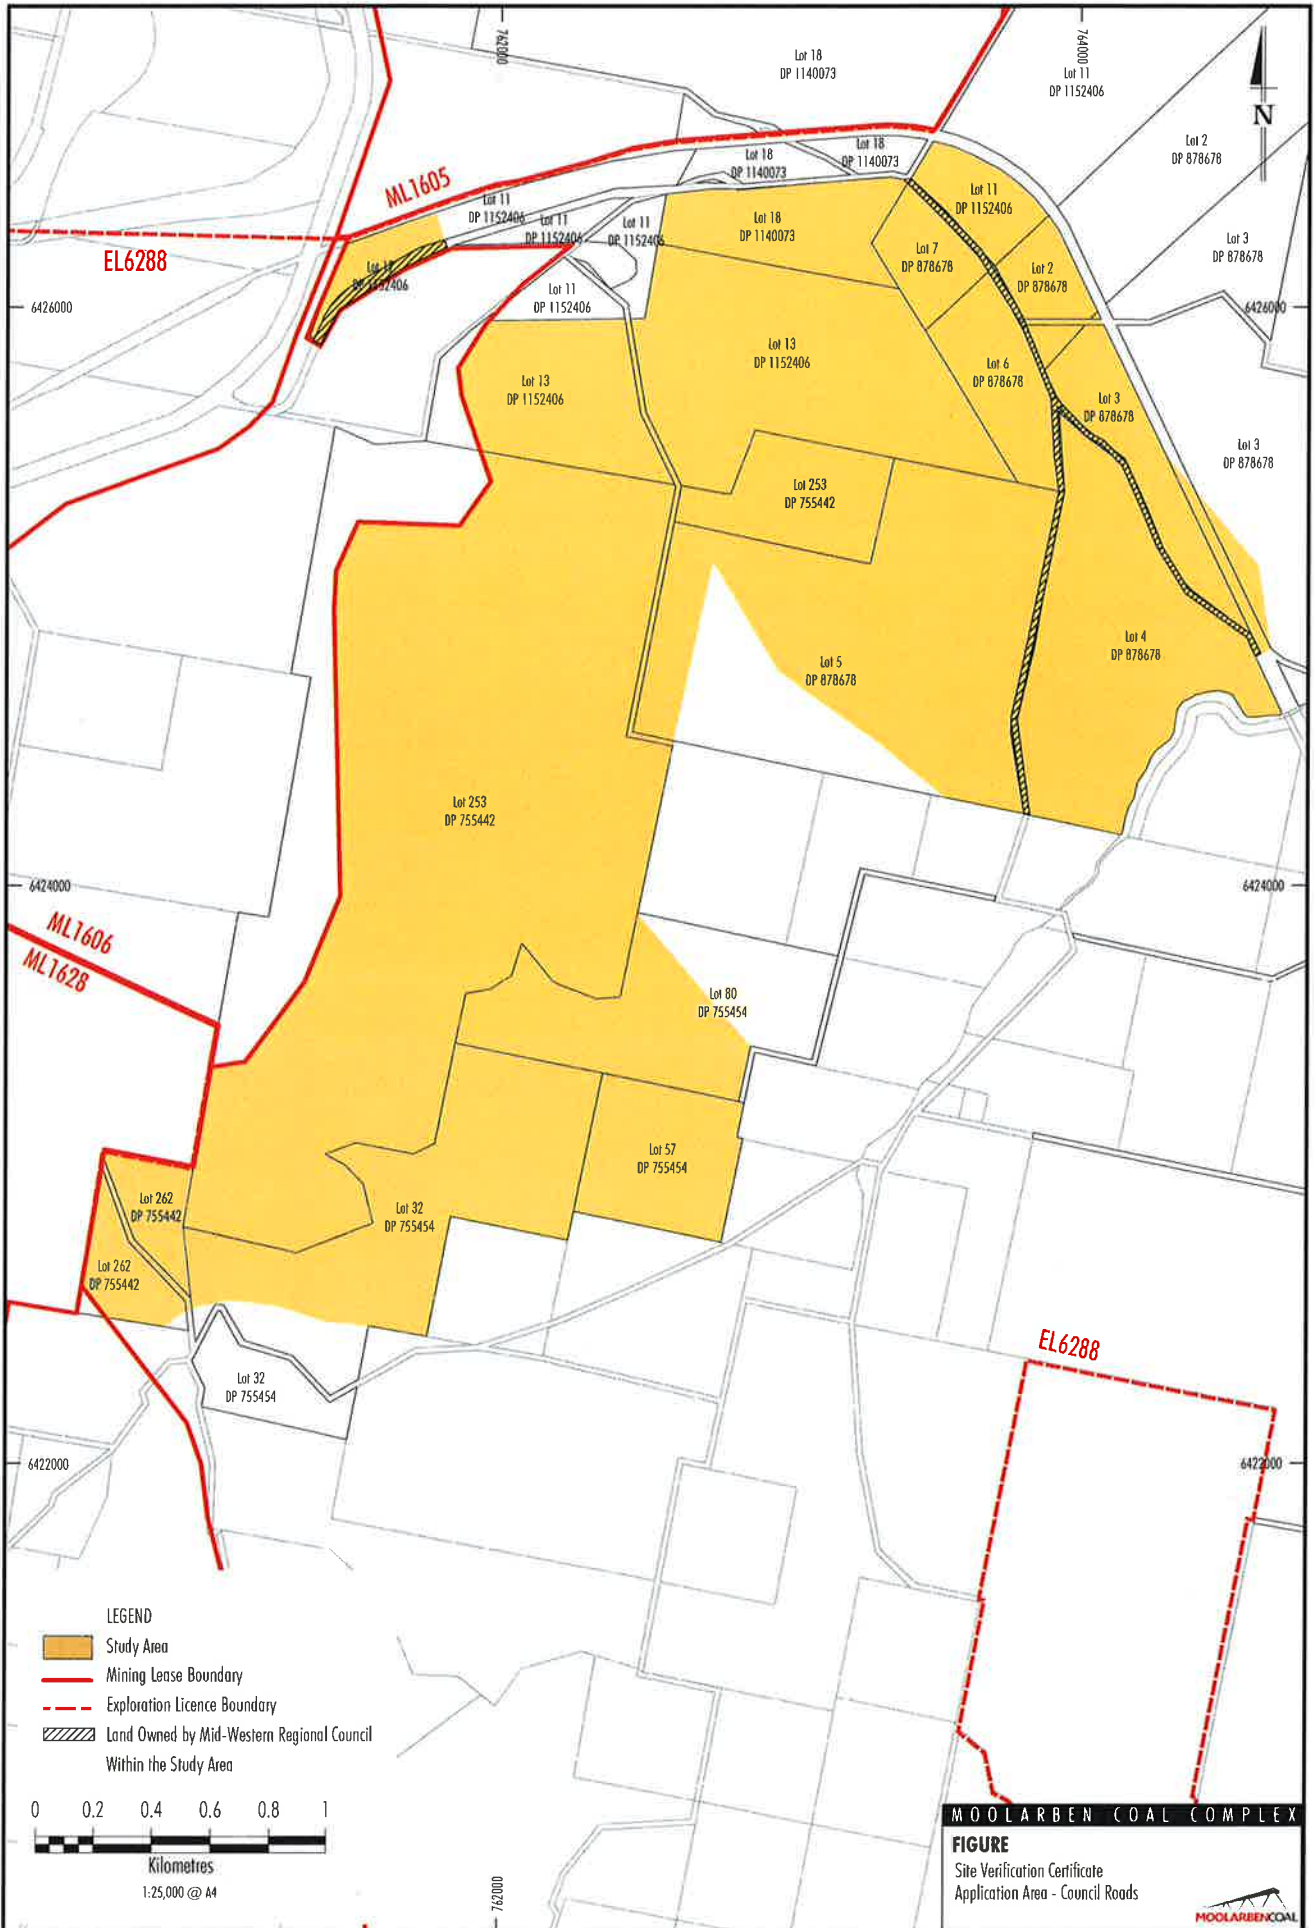 762000
764000
Lot 18
DP 1140073
Lot 11
DP 1152406
N
Lot 2
DP 878678
Lot 18
DP 1140073
Lot 18
DP 1140073
ML1605
Lot 11
DP 1152406
Lot 11
DP 1152406
Lot 11
DP 1152406
Lot 11
DP 1152406
Lot 18
DP 1140073
Lot 7
DP 878678
Lot 2
DP 878678
Lot 3
DP 878678
EL6288
DP 1152406
Lot 11
DP 1152406
6426000
6426000
Lot 13
DP 1152406
Lot 13
DP 1152406
Lot 6
DP 878678
Lot 3
DP 878678
Lot 3
DP 878678
Lot 253
DP 755442
Lot 4
DP 878678
Lot 5
DP 878678
Lot 253
DP 755442
6424000
6424000
ML1606
ML1628
Lot 80
DP 755454
Lot 57
DP 755454
Lot 262
DP 755442
Lot 32
DP 755454
Lot 262
DP 755442
EL6288
Lot 32
DP 755454
6422000
6422000
LEGEND
Study Area
Mining Lease Boundary
Exploration Licence Boundary
Land Owned by Mid-Western Regional Council
Within the Study Area
0 0.2 0.4 0.6 0.8 1
Kilometres
1:25,000 @ A4
762000
MOOLARBEN COAL COMPLEX
FIGURE
Site Verification Certificate
Application Area - Council Roads
MOOLARBENCOAL